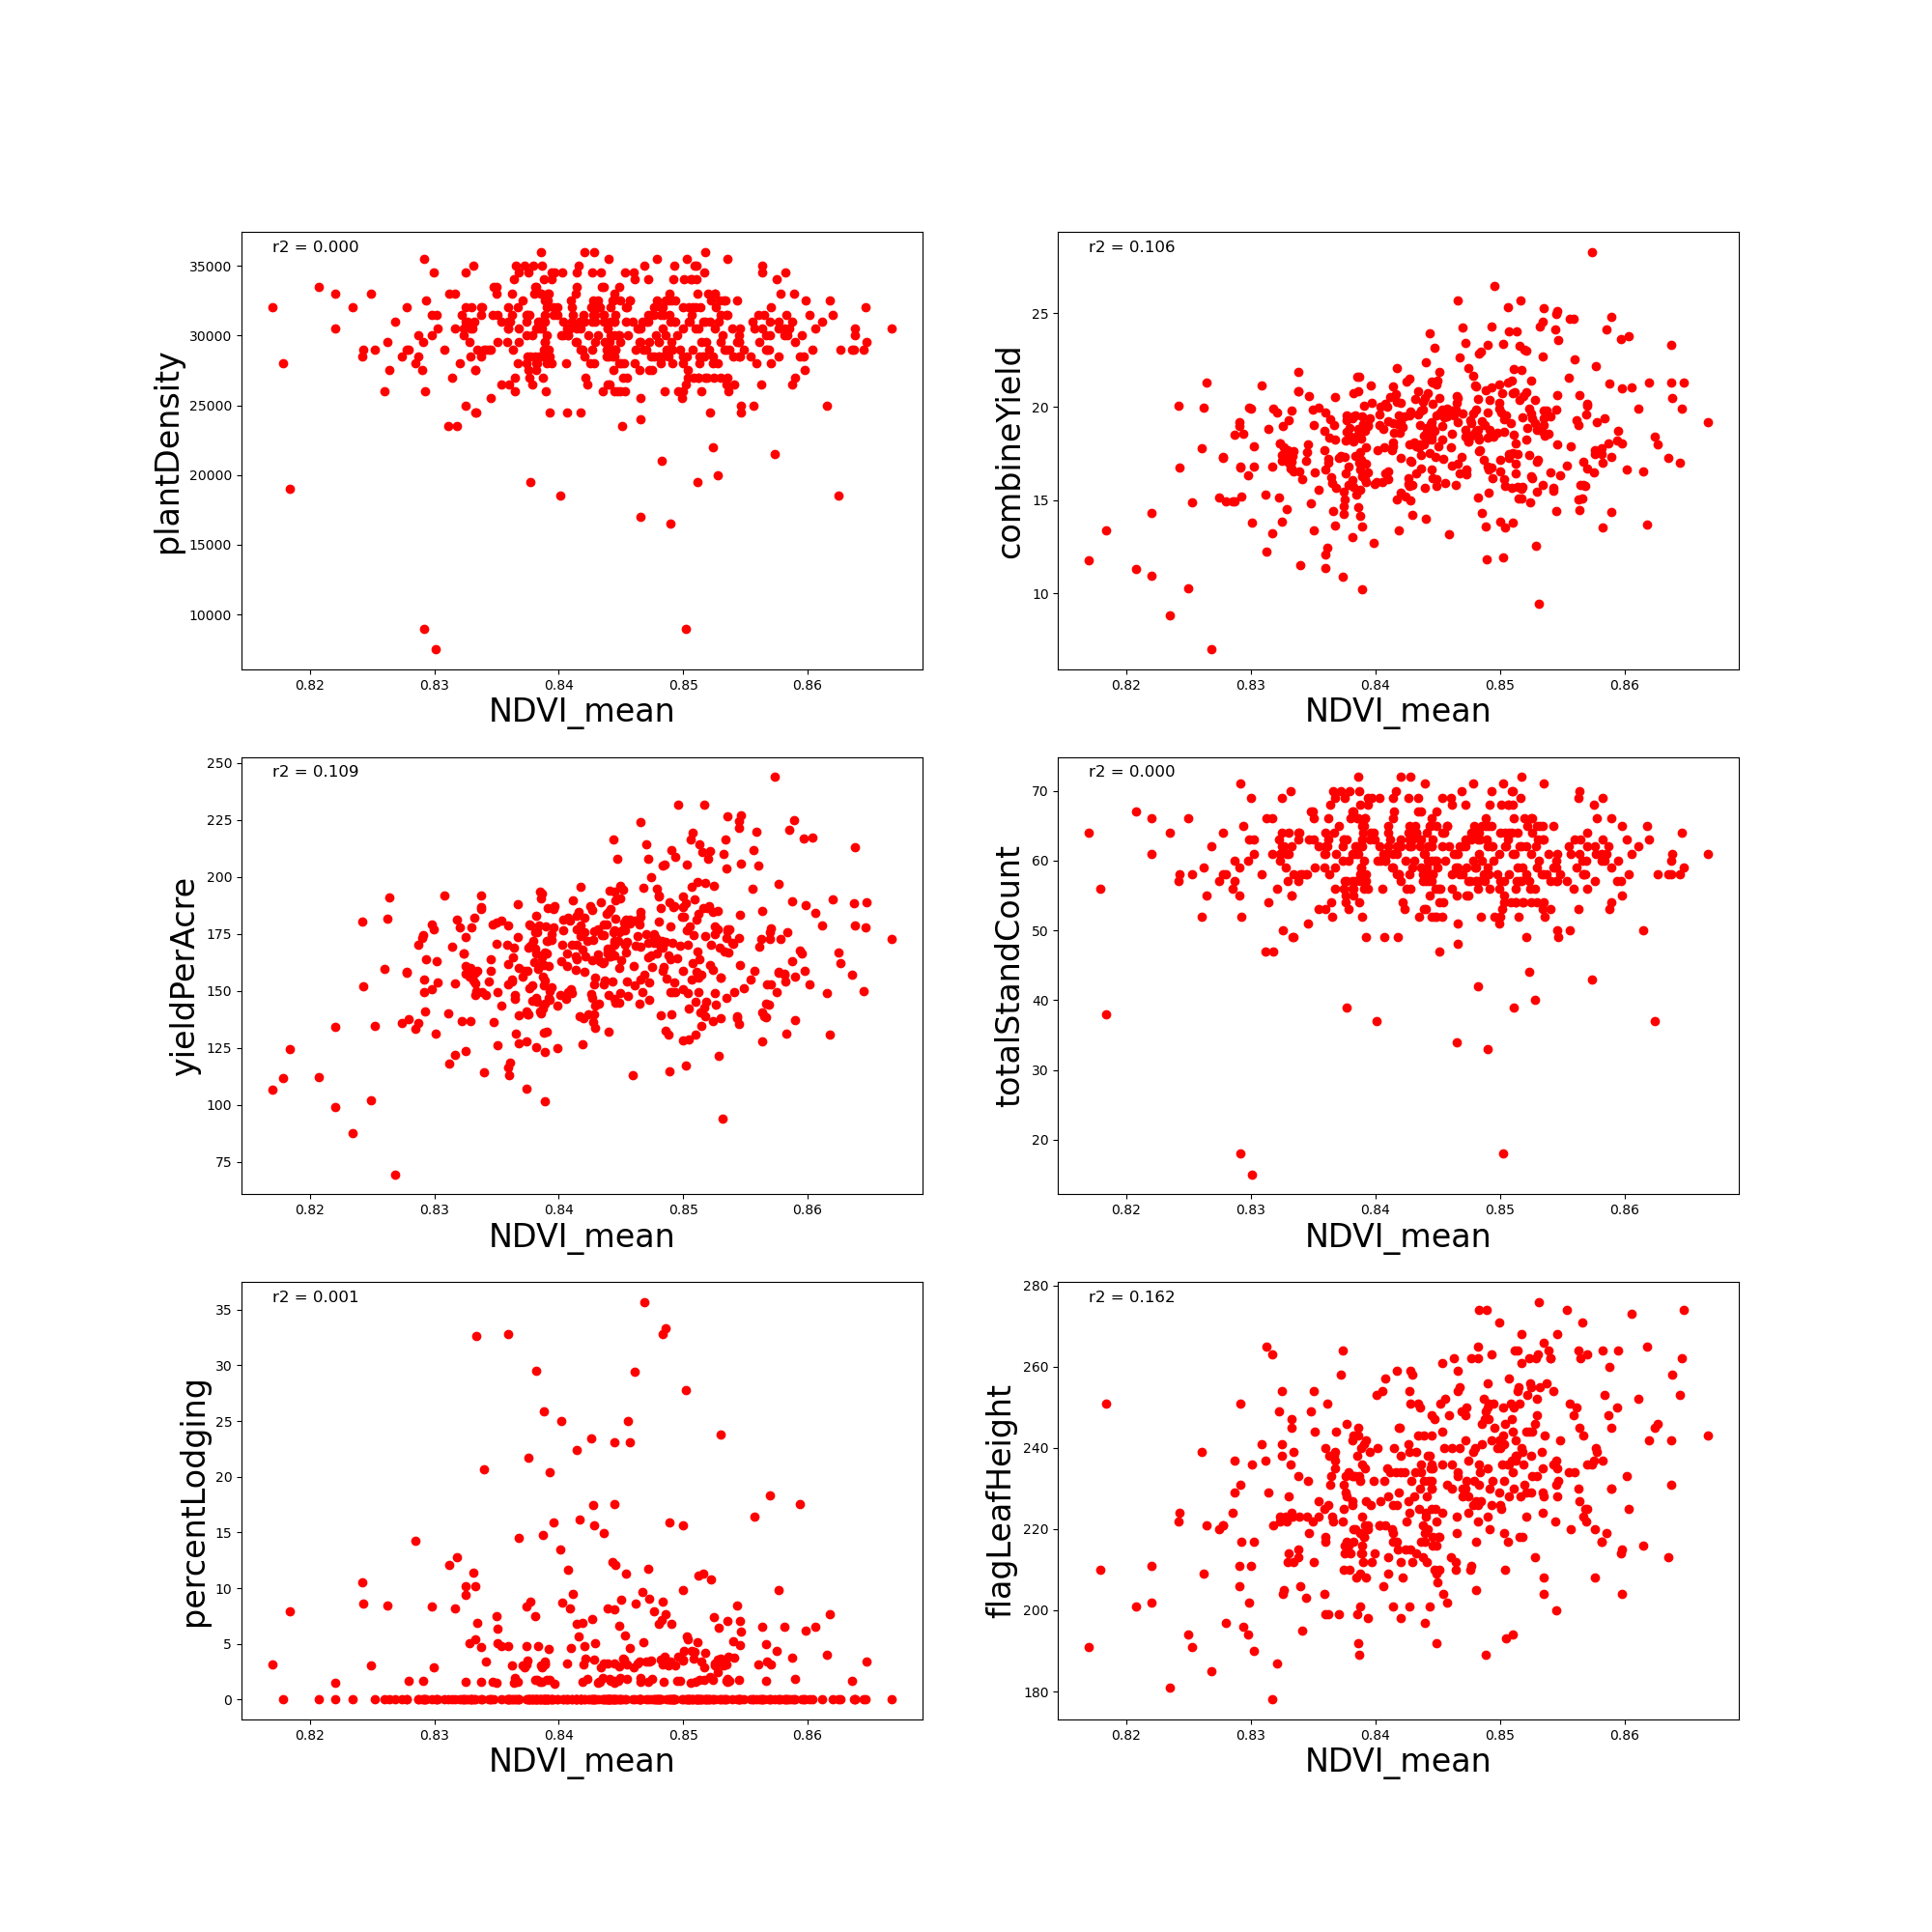 r2 = 0.000
35000
30000
25000
20000
15000
10000
plantDensity
0.82 0.83 0.84 0.85 0.86
NDVI_mean
r2 = 0.106
25
20
15
10
combineYield
0.82 0.83 0.84 0.85 0.86
NDVI_mean
r2 = 0.109
250
225
200
175
150
125
100
75
yieldPerAcre
0.82 0.83 0.84 0.85 0.86
NDVI_mean
r2 = 0.000
70
60
50
40
30
20
totalStandCount
0.82 0.83 0.84 0.85 0.86
NDVI_mean
r2 = 0.001
35
30
25
20
15
10
5
0
percentLodging
0.82 0.83 0.84 0.85 0.86
NDVI_mean
r2 = 0.162
280
260
240
220
200
180
flagLeafHeight
0.82 0.83 0.84 0.85 0.86
NDVI_mean